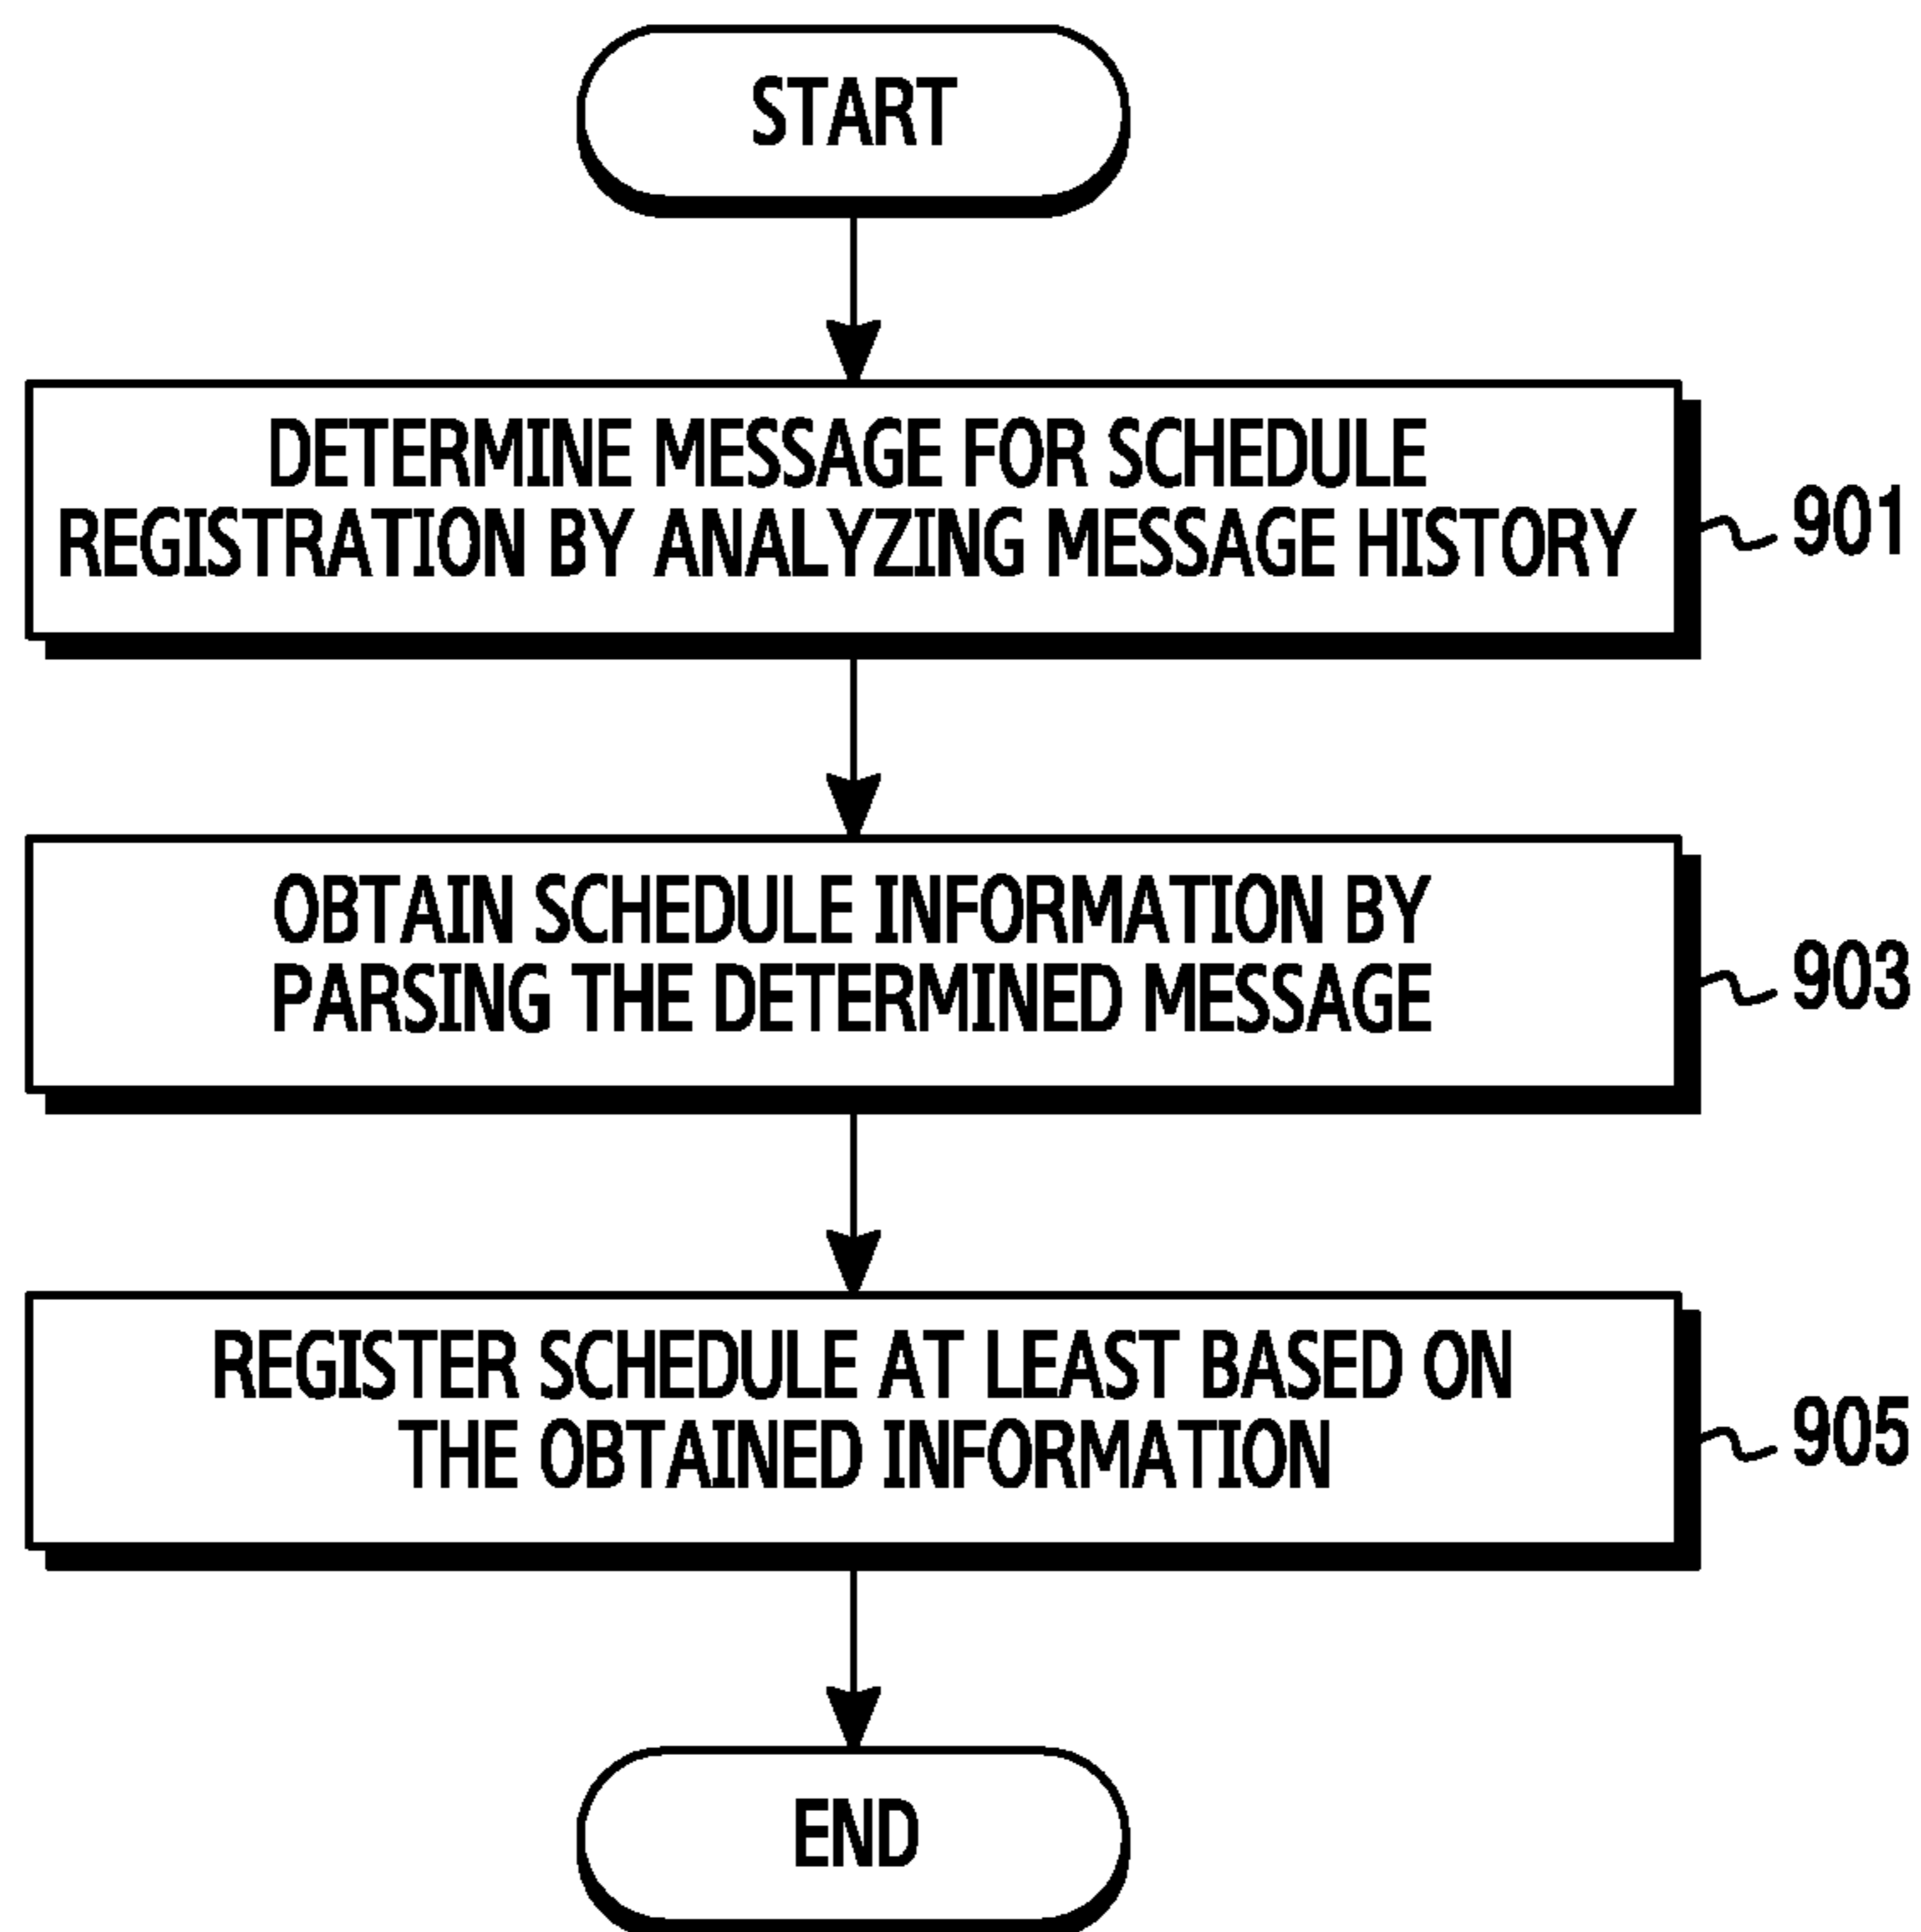 START
DETERMINE MESSAGE FOR SCHEDULE
REGISTRATION BY ANALYZING MESSAGE HISTORY
901
OBTAIN SCHEDULE INFORMATION BY
PARSING THE DETERMINED MESSAGE
903
REGISTER SCHEDULE AT LEAST BASED ON
THE OBTAINED INFORMATION
905
END